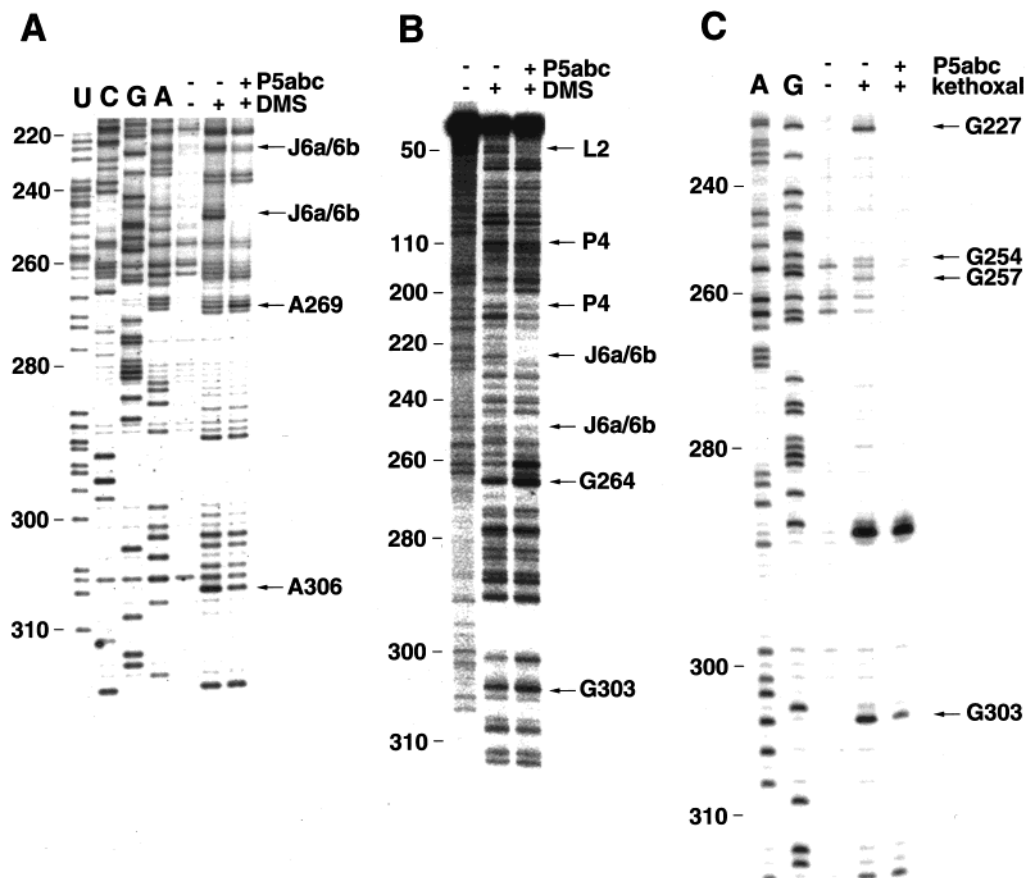 A
- - + P5abc
U C G A - + + DMS
220
J6a/6b
240
J6a/6b
260
A269
280
300
A306
310
B
- - + P5abc
- + + DMS
50
L2
110
P4
200
P4
220
J6a/6b
240
J6a/6b
260
G264
280
300
G303
310
C
- - + P5abc
A G - + + kethoxal
G227
240
G254
G257
260
280
300
G303
310